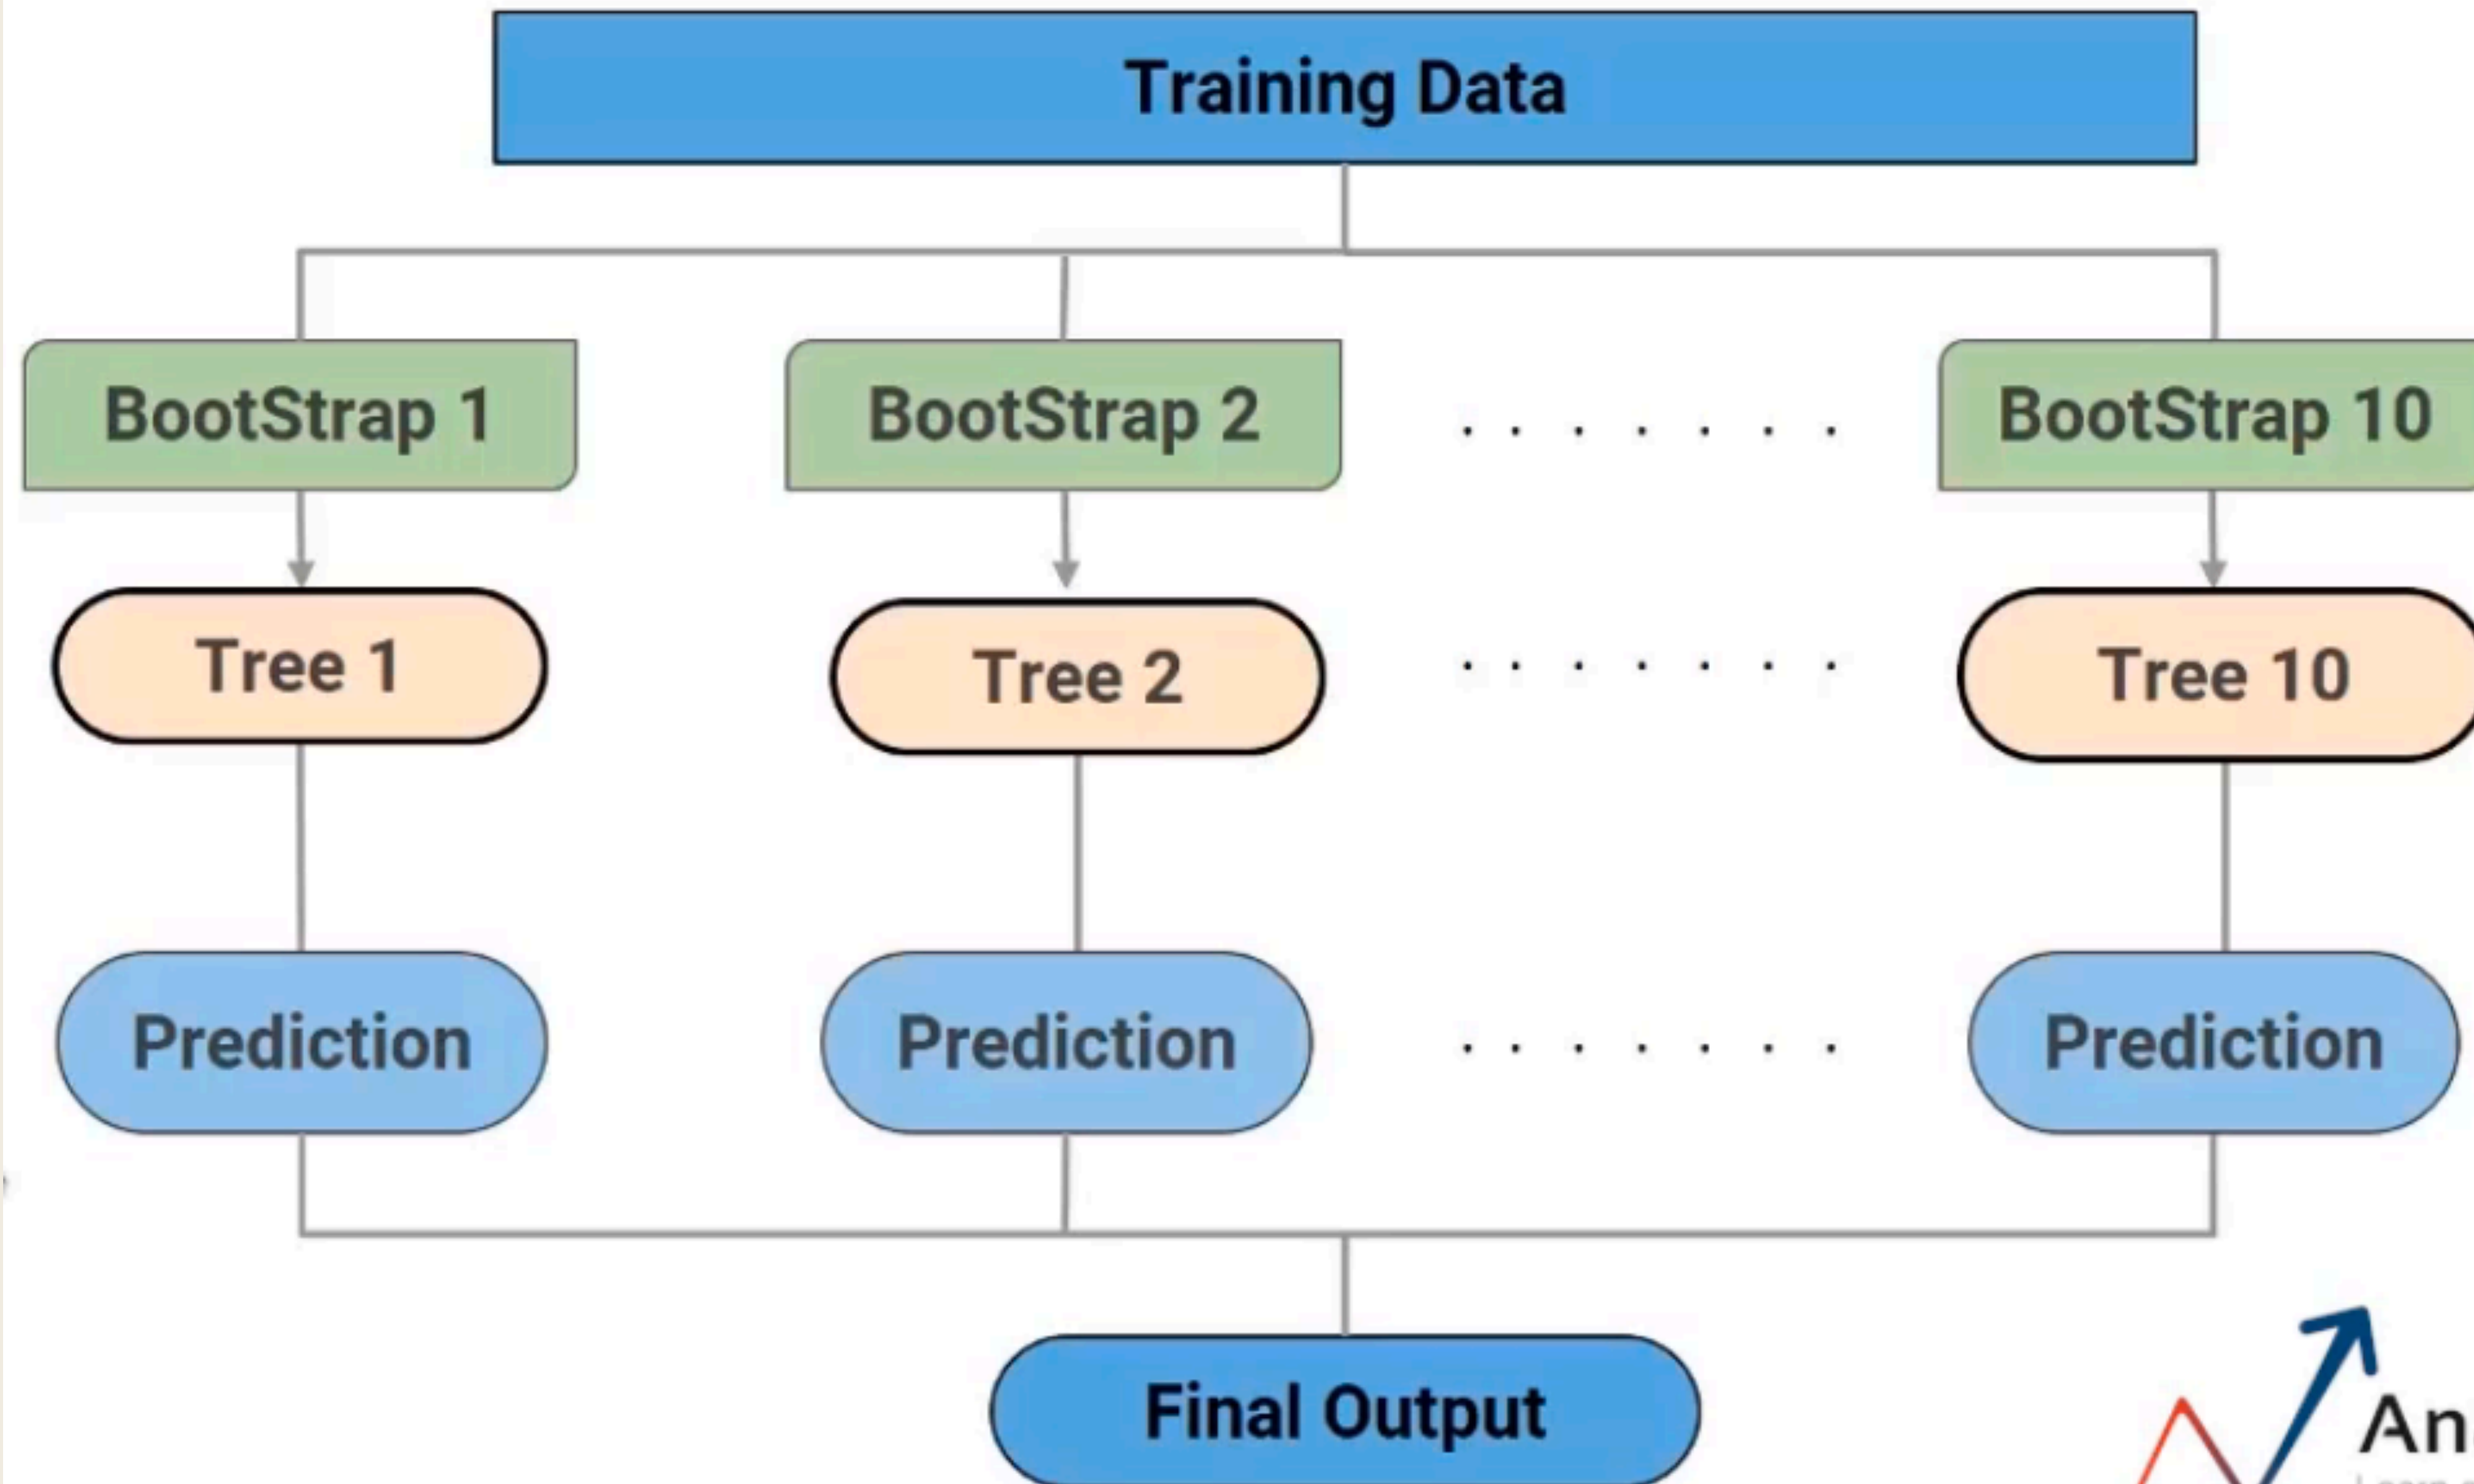 Training Data
BootStrap 1
BootStrap 2
. . . . . . .
BootStrap 10
Tree 1
Tree 2
. . . . . . .
Tree 10
Prediction
Prediction
. . . . . . .
Prediction
Final Output
An